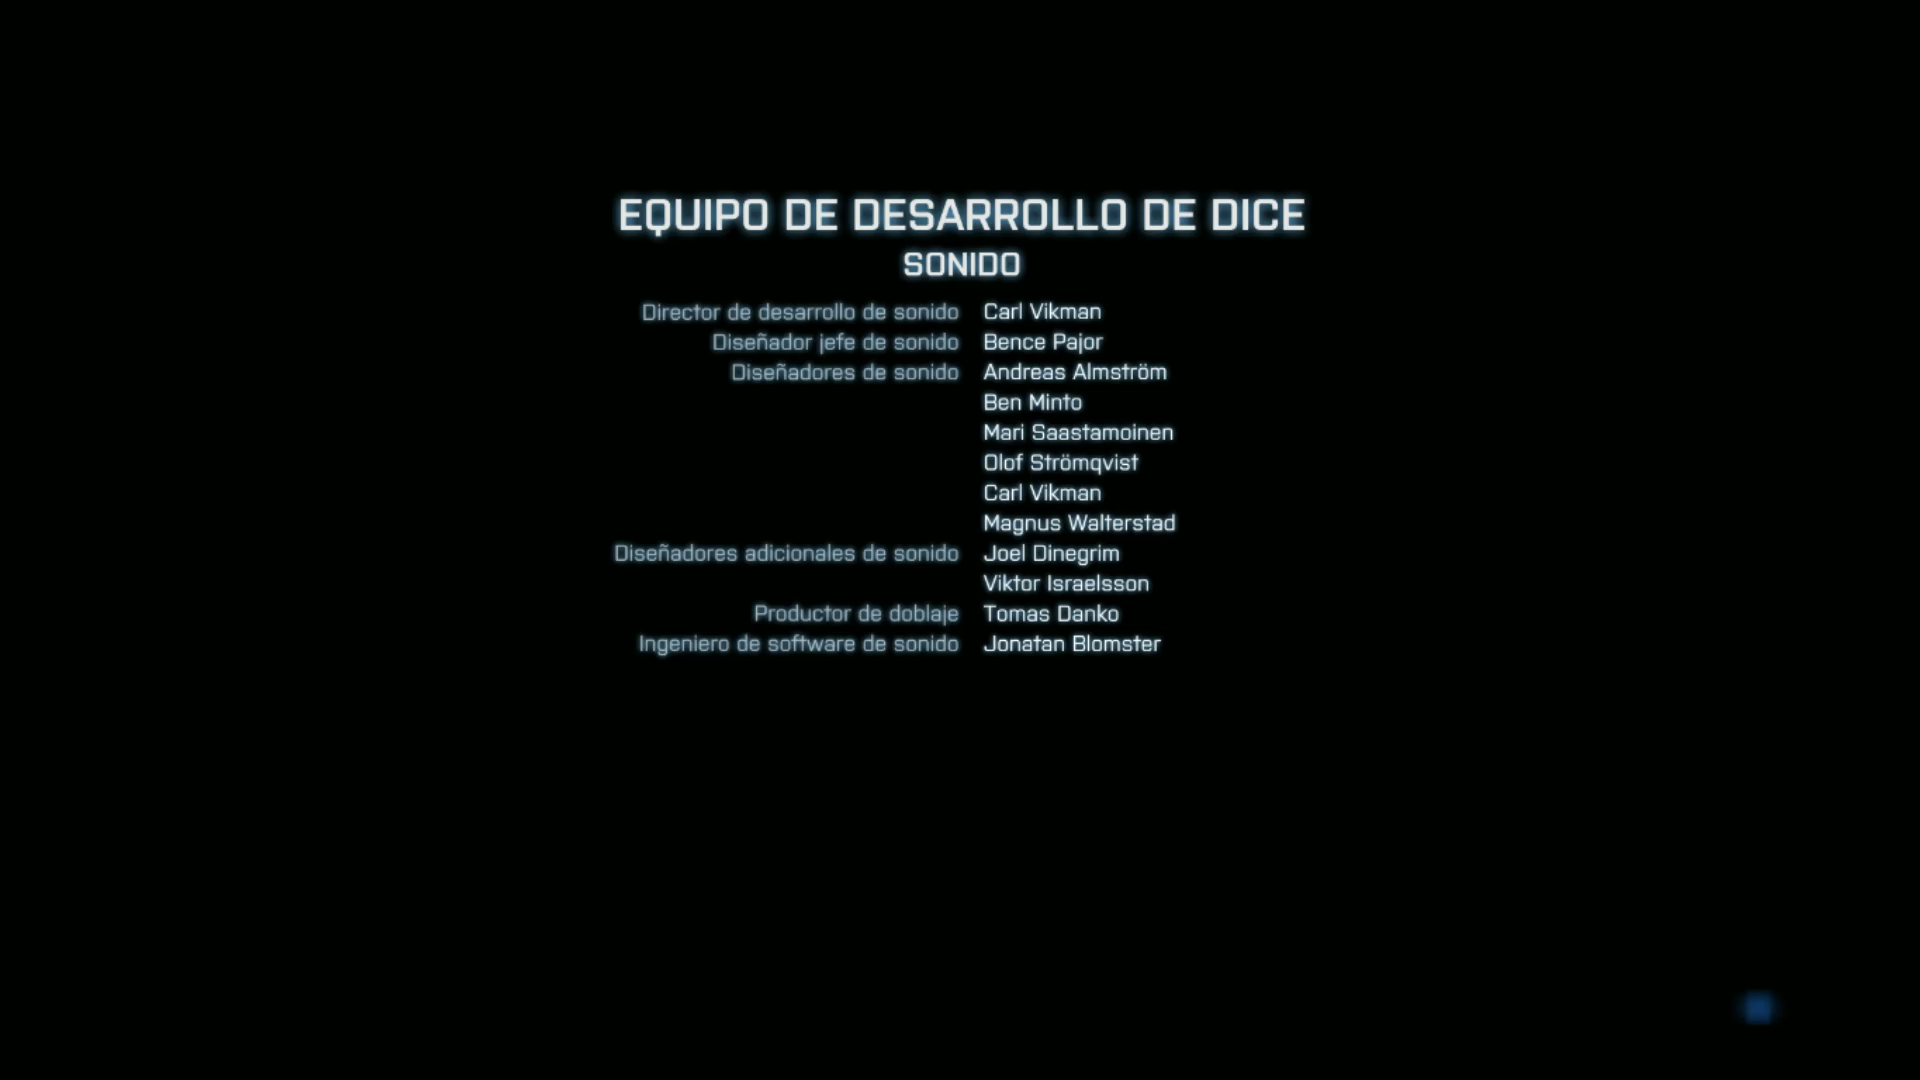 EQUIPO DE DESARROLLO DE DICE
SONIDO
Director de desarrollo de sonido Carl Vikman
Diseñador jefe de sonido Bence Pajor
Diseñadores de sonido Andreas Almström
Ben Minto
Mari Saastamoinen
Olof Strömqvist
Carl Vikman
Magnus Walterstad
Diseñadores adicionales de sonido Joel Dinegrim
Viktor Israelsson
Productor de doblaje Tomas Danko
Ingeniero de software de sonido Jonatan Blomster